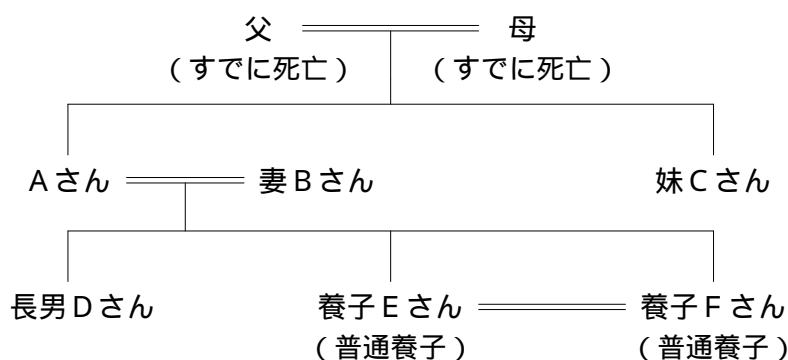 父 母
(すでに死亡) (すでに死亡)
Aさん 妻Bさん 妹Cさん
長男Dさん 養子Eさん 養子Fさん
(普通養子) (普通養子)